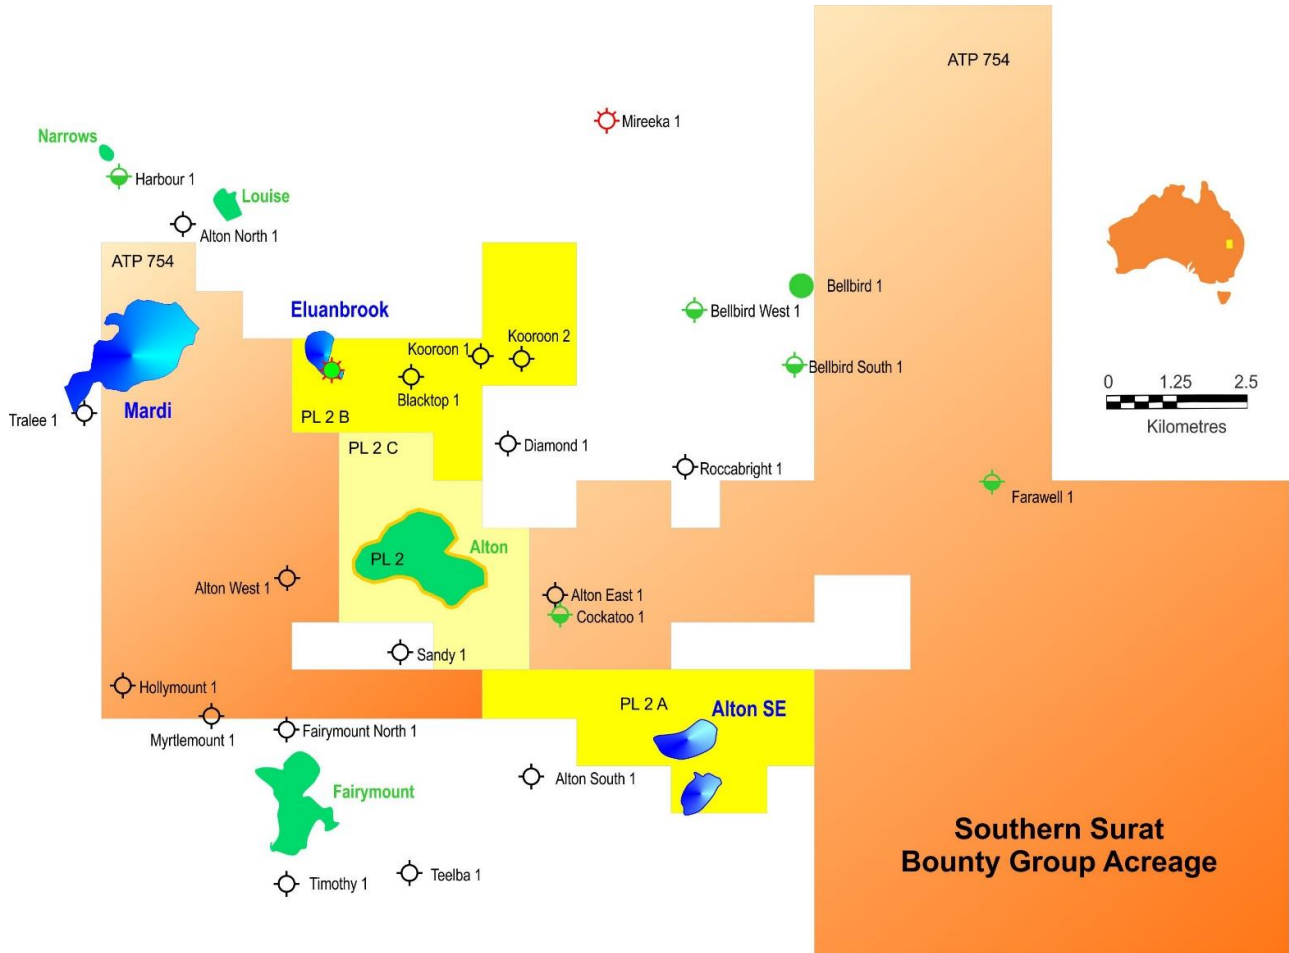 ATP 754
Mireeka 1
Narrows
Harbour 1
Louise
Alton North 1
ATP 754
Eluanbrook
Bellbird 1
Bellbird West 1
Kooroon 2
Kooroon 1
Bellbird South 1
0 1.25 2.5
Kilometres
Blacktop 1
Mardi
Tralee 1
PL 2 B
PL 2 C
Diamond 1
Roccabright 1
Farawell 1
Alton
PL 2
Alton West 1
Alton East 1
Cockatoo 1
Sandy 1
Hollymount 1
PL 2 A
Alton SE
Myrtlemount 1
Fairymount North 1
Alton South 1
Fairymount
Southern Surat
Bounty Group Acreage
Timothy 1
Teelba 1